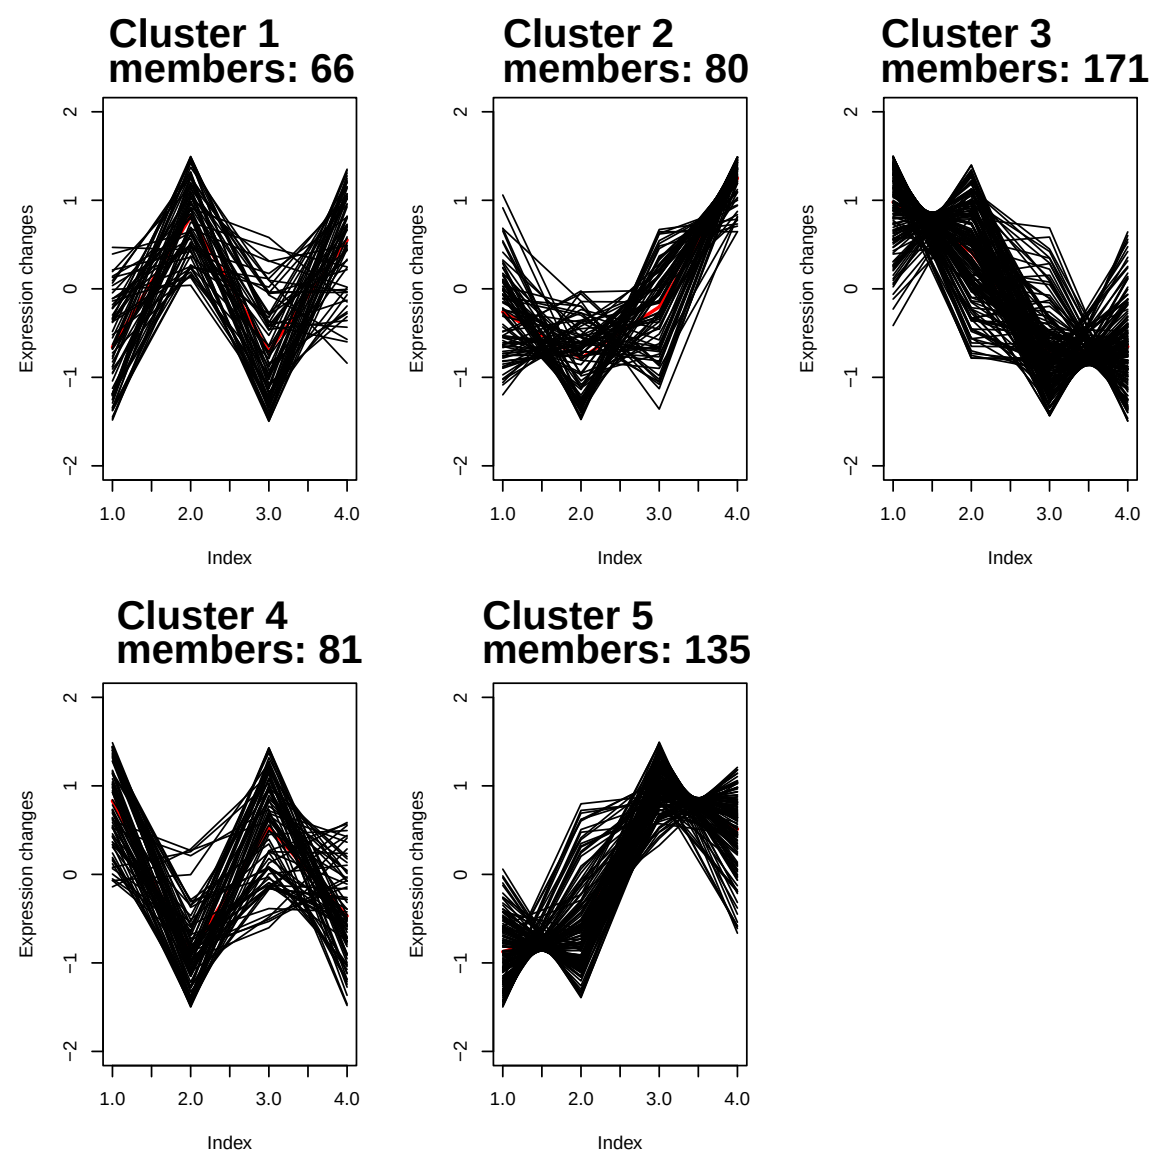 Cluster 1
members: 66
Cluster 2
members: 80
Cluster 3
members: 171
Expression changes
2
1
0
−1
−2
1.0 2.0 3.0 4.0
Index
Expression changes
2
1
0
−1
−2
1.0 2.0 3.0 4.0
Index
Expression changes
2
1
0
−1
−2
1.0 2.0 3.0 4.0
Index
Cluster 4
members: 81
Cluster 5
members: 135
Expression changes
2
1
0
−1
−2
1.0 2.0 3.0 4.0
Index
Expression changes
2
1
0
−1
−2
1.0 2.0 3.0 4.0
Index